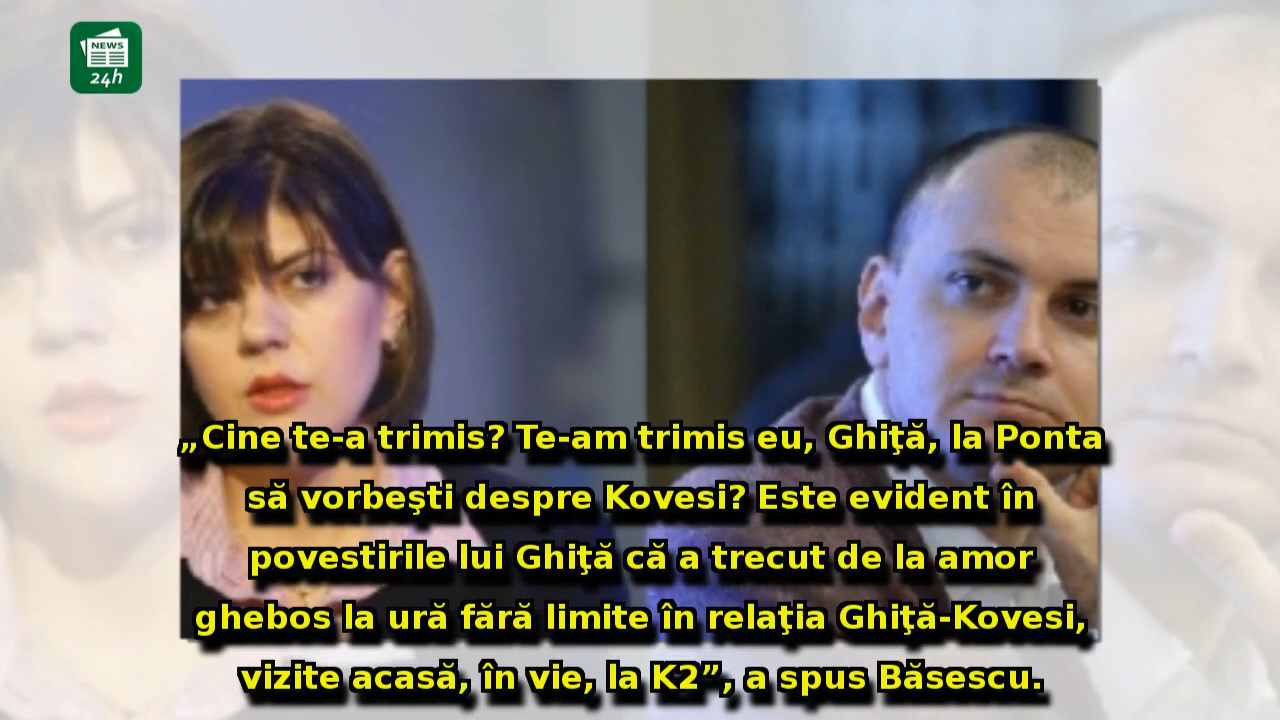 NEWS
24h
„Cine te-a trimis? Te-am trimis eu, Ghiţă, la Ponta
să vorbeşti despre Kovesi? Este evident în
povestirile lui Ghiţă că a trecut de la amor
ghebos la ură fără limite în relaţia Ghiţă-Kovesi,
vizite acasă, în vie, la K2”, a spus Băsescu.